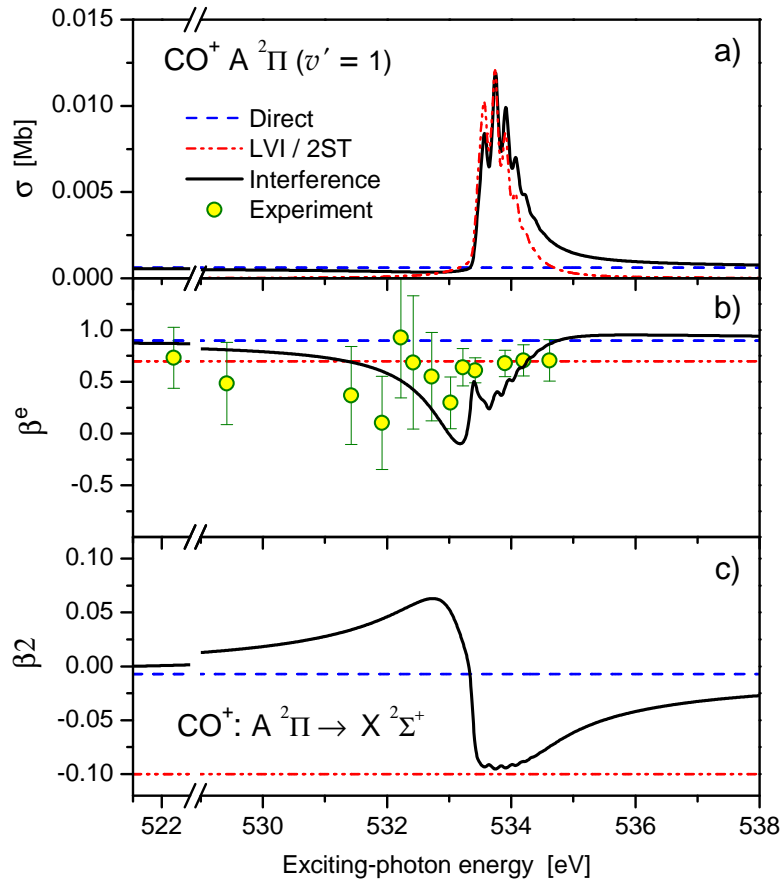 0.015
0.010
0.005
0.000
σ [Mb]
CO⁺ A ²Π (v' = 1)
a)
Direct
LVI / 2ST
Interference
Experiment
1.0
0.5
0.0
-0.5
βᵉ
b)
0.10
0.05
0.00
-0.05
-0.10
β2
c)
CO⁺: A ²Π → X ²Σ⁺
522 530 532 534 536 538
Exciting-photon energy [eV]